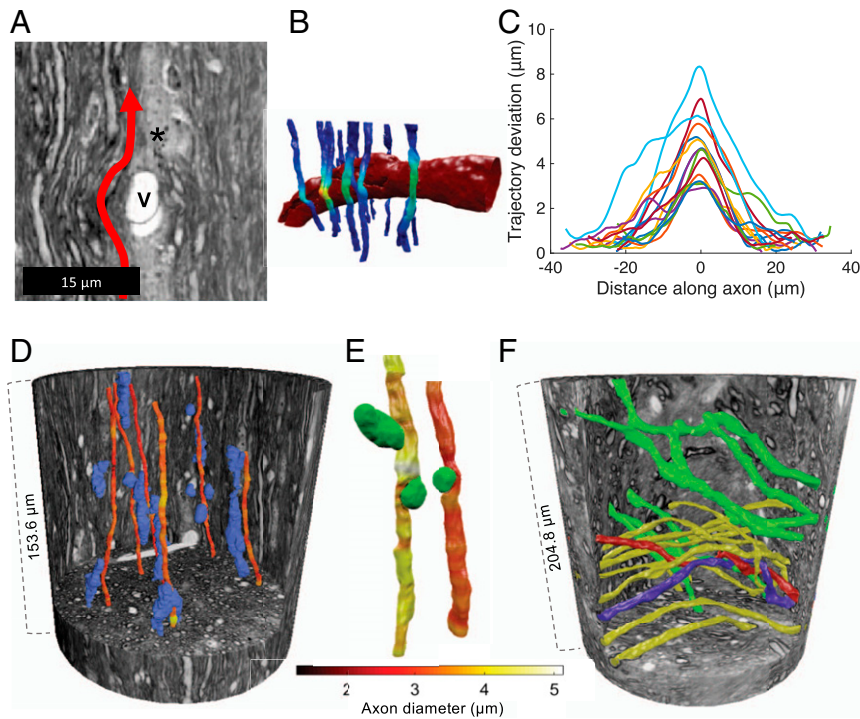 A
*
V
15 µm
B
C
Trajectory deviation (µm)
10
8
6
4
2
0
-40
-20
0
20
40
Distance along axon (µm)
D
153.6 µm
E
F
204.8 µm
2
3
4
5
Axon diameter (µm)